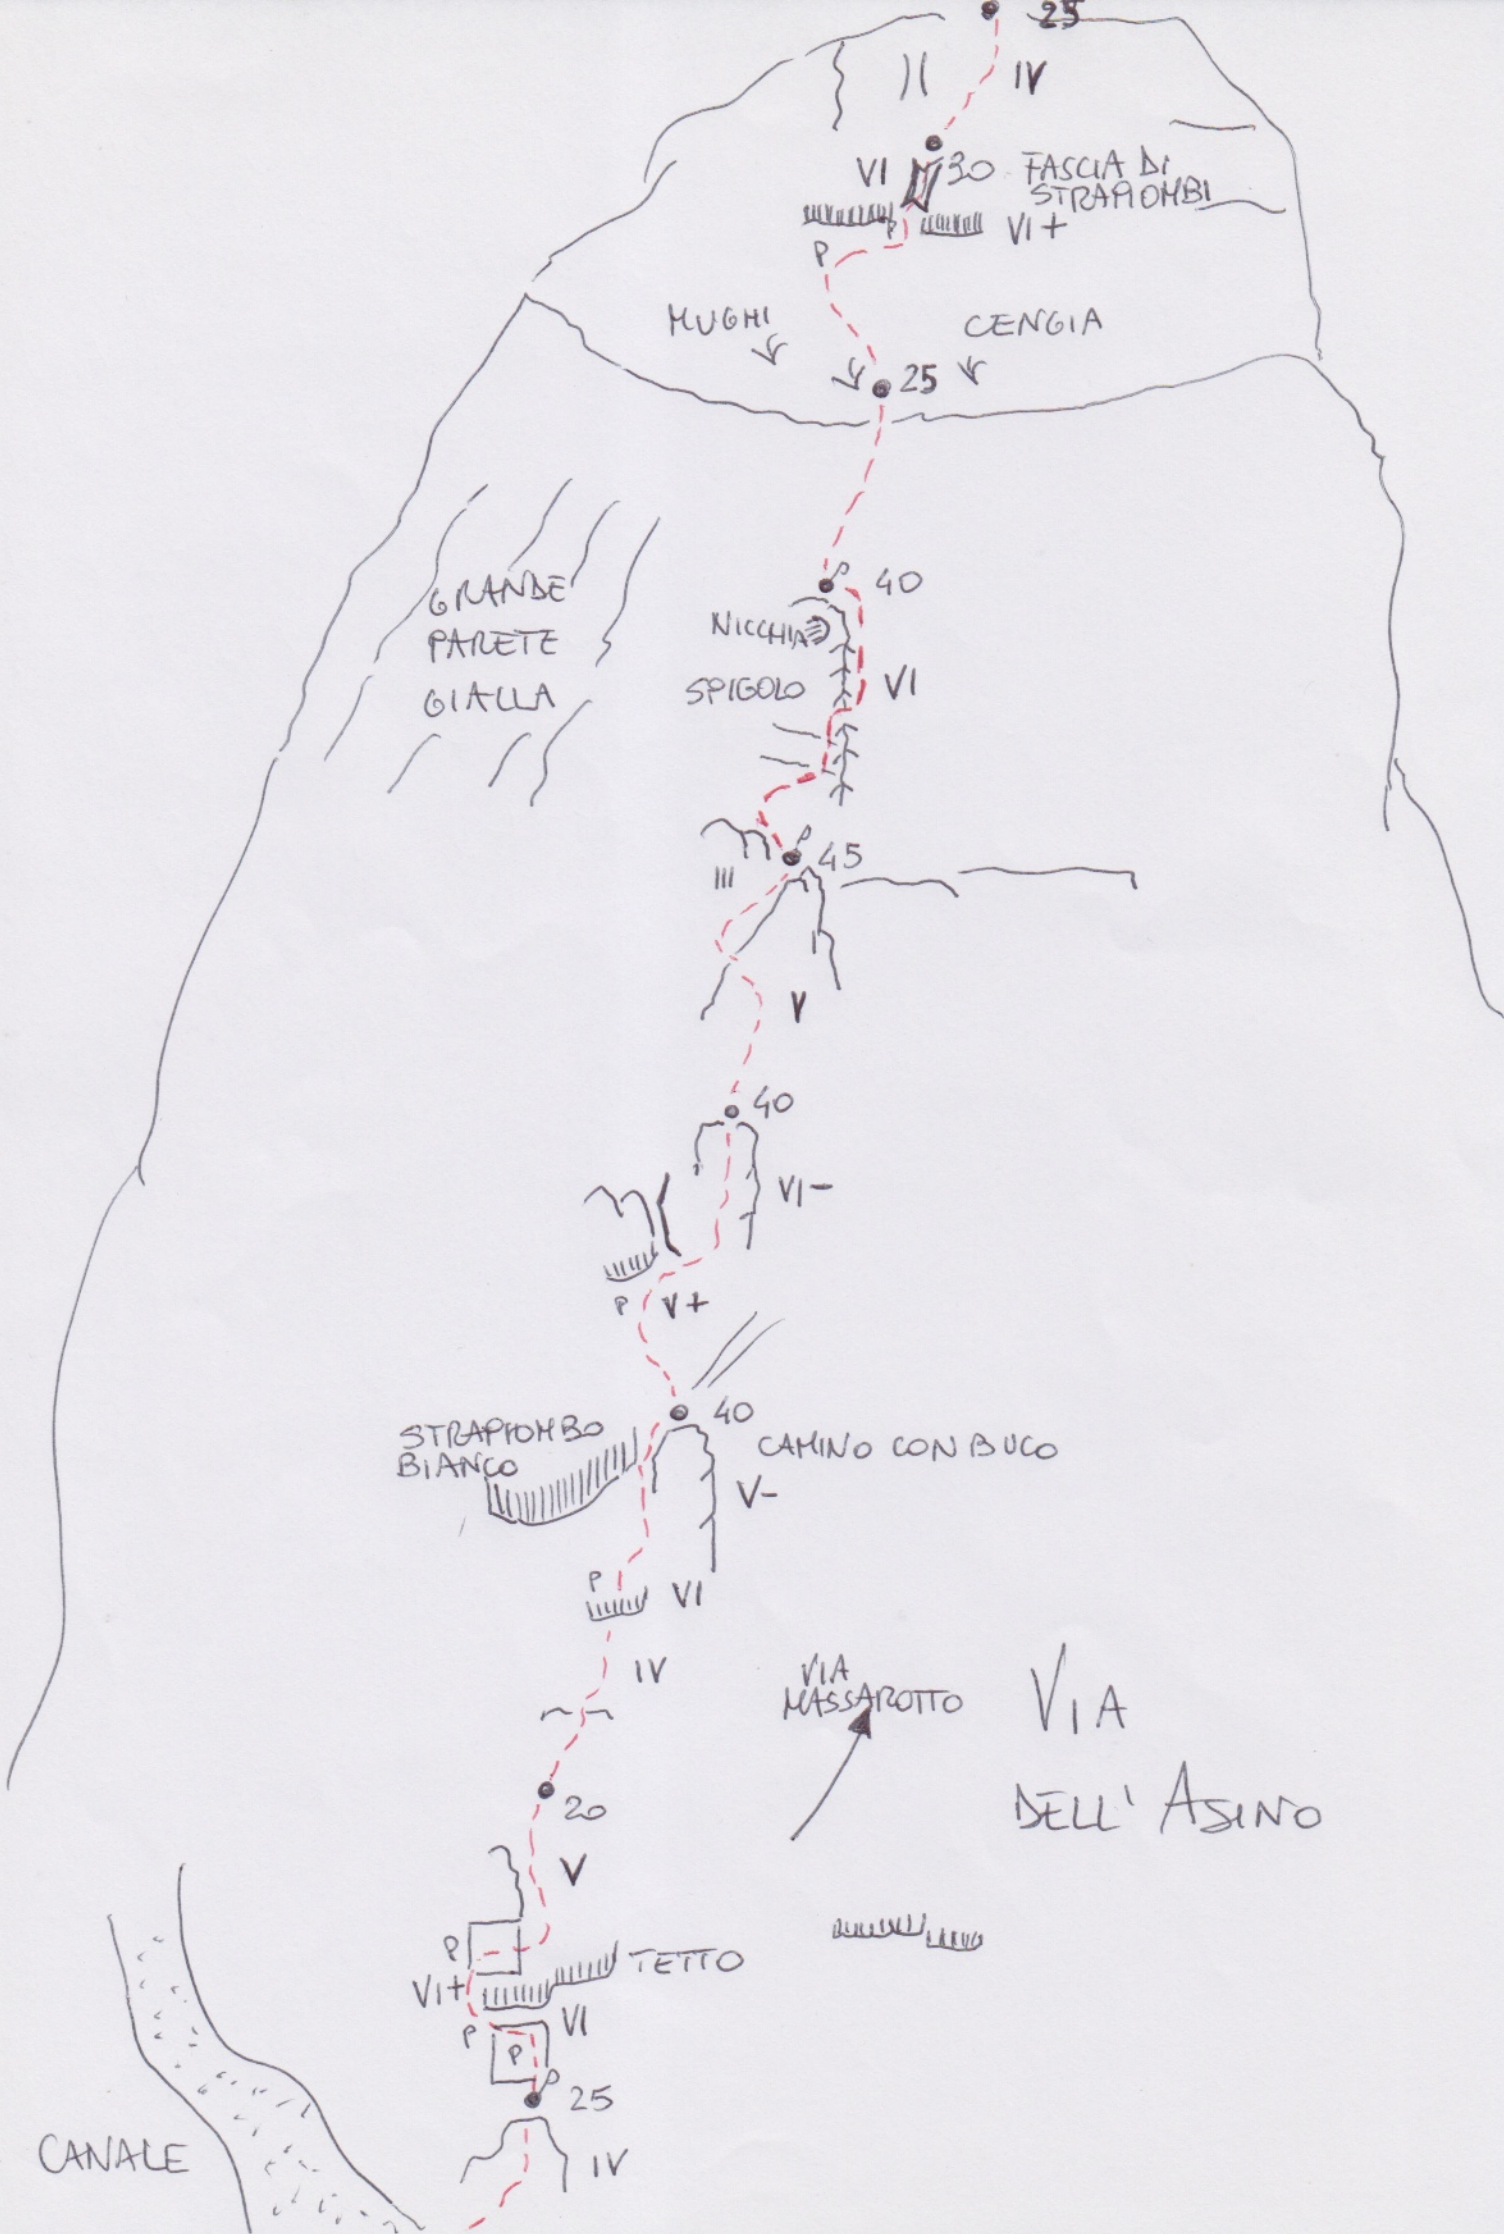 25
IV
VI
30
FASCIA DI
STRAPIOMBI
VI+
P
P
MUGHI
CENGIA
25
40
GRANDE
PARETE
GIALLA
NICCHIA
SPIGOLO
VI
45
III
V
40
VI-
P
V+
STRAPIOMBO
BIANCO
40
CAMINO CON BUCO
V-
P
VI
IV
VIA
MASSAROTTO
VIA
DELL' ASINO
20
V
P
VI+
TETTO
VI
P
P
25
CANALE
IV